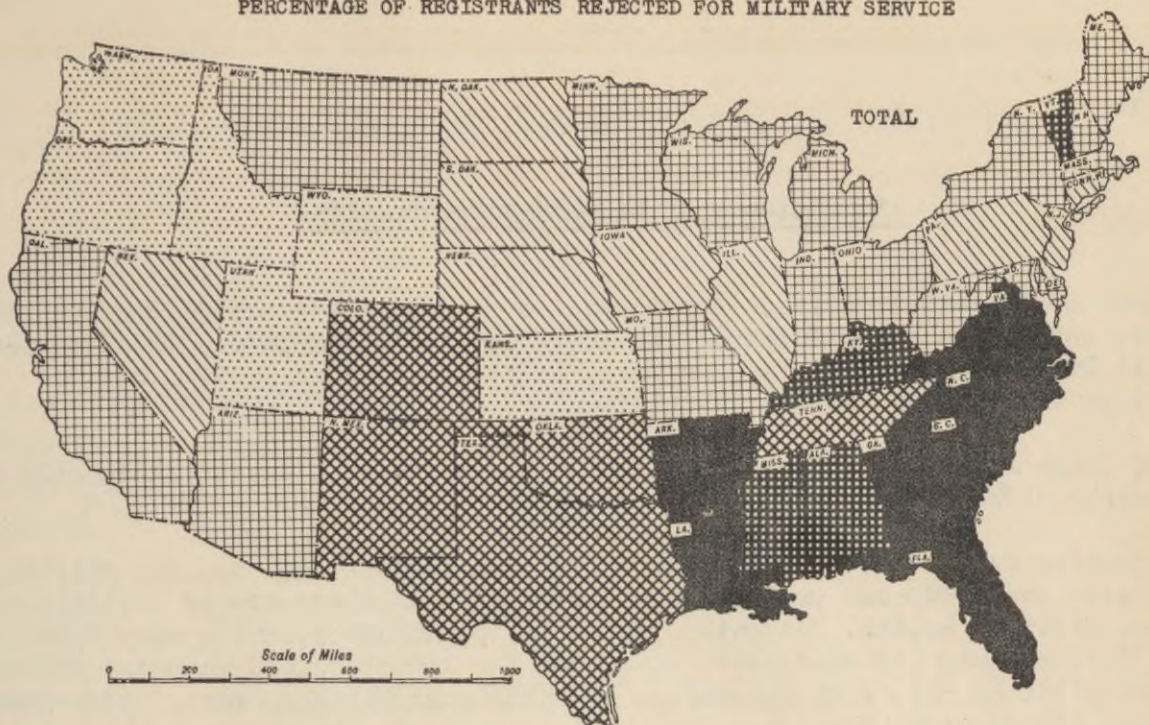 PERCENTAGE OF REGISTRANTS REJECTED FOR MILITARY SERVICE
TOTAL
WASH.
IDA.
MONT.
N. DAK.
MINN.
ME.
ORE.
S. DAK.
WIS.
MICH.
N. Y.
VT.
N.H.
MASS.
CONN.
R.I.
WYO.
CAL.
NEV.
UTAH
NEBR.
IOWA
ILL.
IND.
OHIO
PA.
N.J.
W. VA.
MD.
DEL.
VA.
COLO.
KANS.
MO.
KY.
N. C.
TENN.
S. C.
ARIZ.
N. MEX.
TEX.
OKLA.
ARK.
MISS.
ALA.
GA.
LA.
FLA.
Scale of Miles
0 200 400 600 800 1000